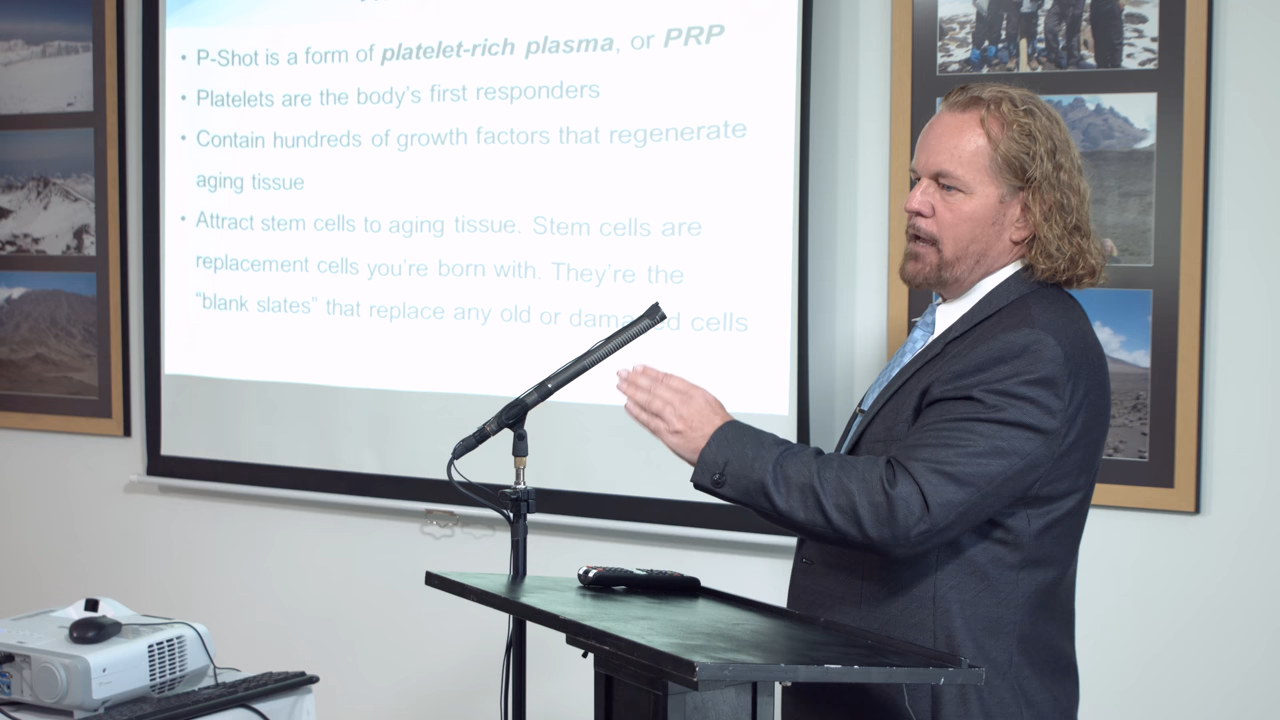 • P-Shot is a form of platelet-rich plasma, or PRP
• Platelets are the body's first responders
• Contain hundreds of growth factors that regenerate
aging tissue
• Attract stem cells to aging tissue. Stem cells are
replacement cells you're born with. They're the
"blank slates" that replace any old or cells